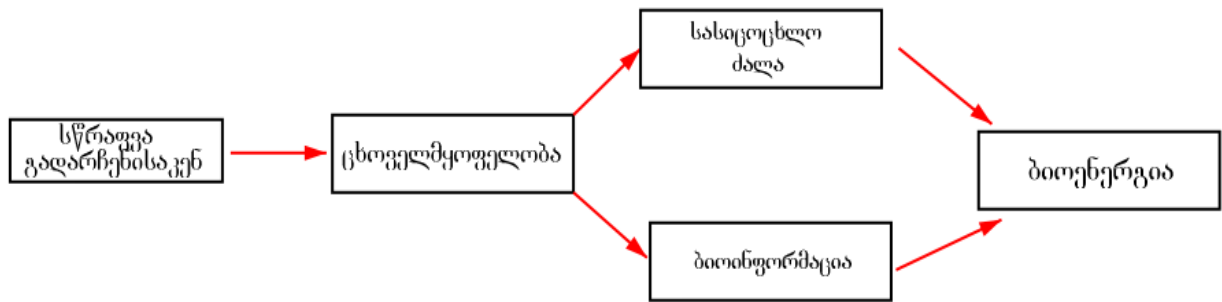 სწრაფვა
გადარჩენისაკენ
ცხოველმყოფელობა
სასიცოცხლო
ძალა
ბიოინფორმაცია
ბიოენერგია